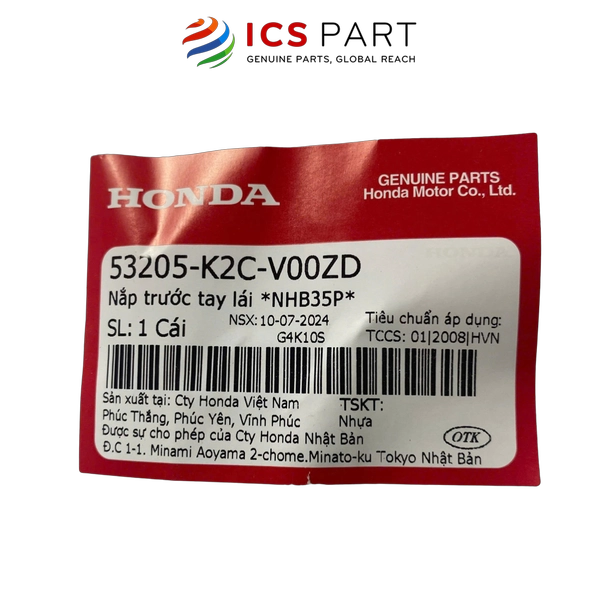 ICS PART
GENUINE PARTS, GLOBAL REACH
HONDA
GENUINE PARTS
Honda Motor Co., Ltd.
53205-K2C-V00ZD
Nắp trước tay lái *NHB35P*
SL: 1 Cái
NSX: 10-07-2024
G4K10S
Tiêu chuẩn áp dụng:
TCCS: 01|2008|HVN
Sản xuất tại: Cty Honda Việt Nam
Phúc Thắng, Phúc Yên, Vĩnh Phúc
TSKT:
Nhựa
Được sự cho phép của Cty Honda Nhật Bản
Đ.C 1-1. Minami Aoyama 2-chome.Minato-ku Tokyo Nhật Bản
OTK